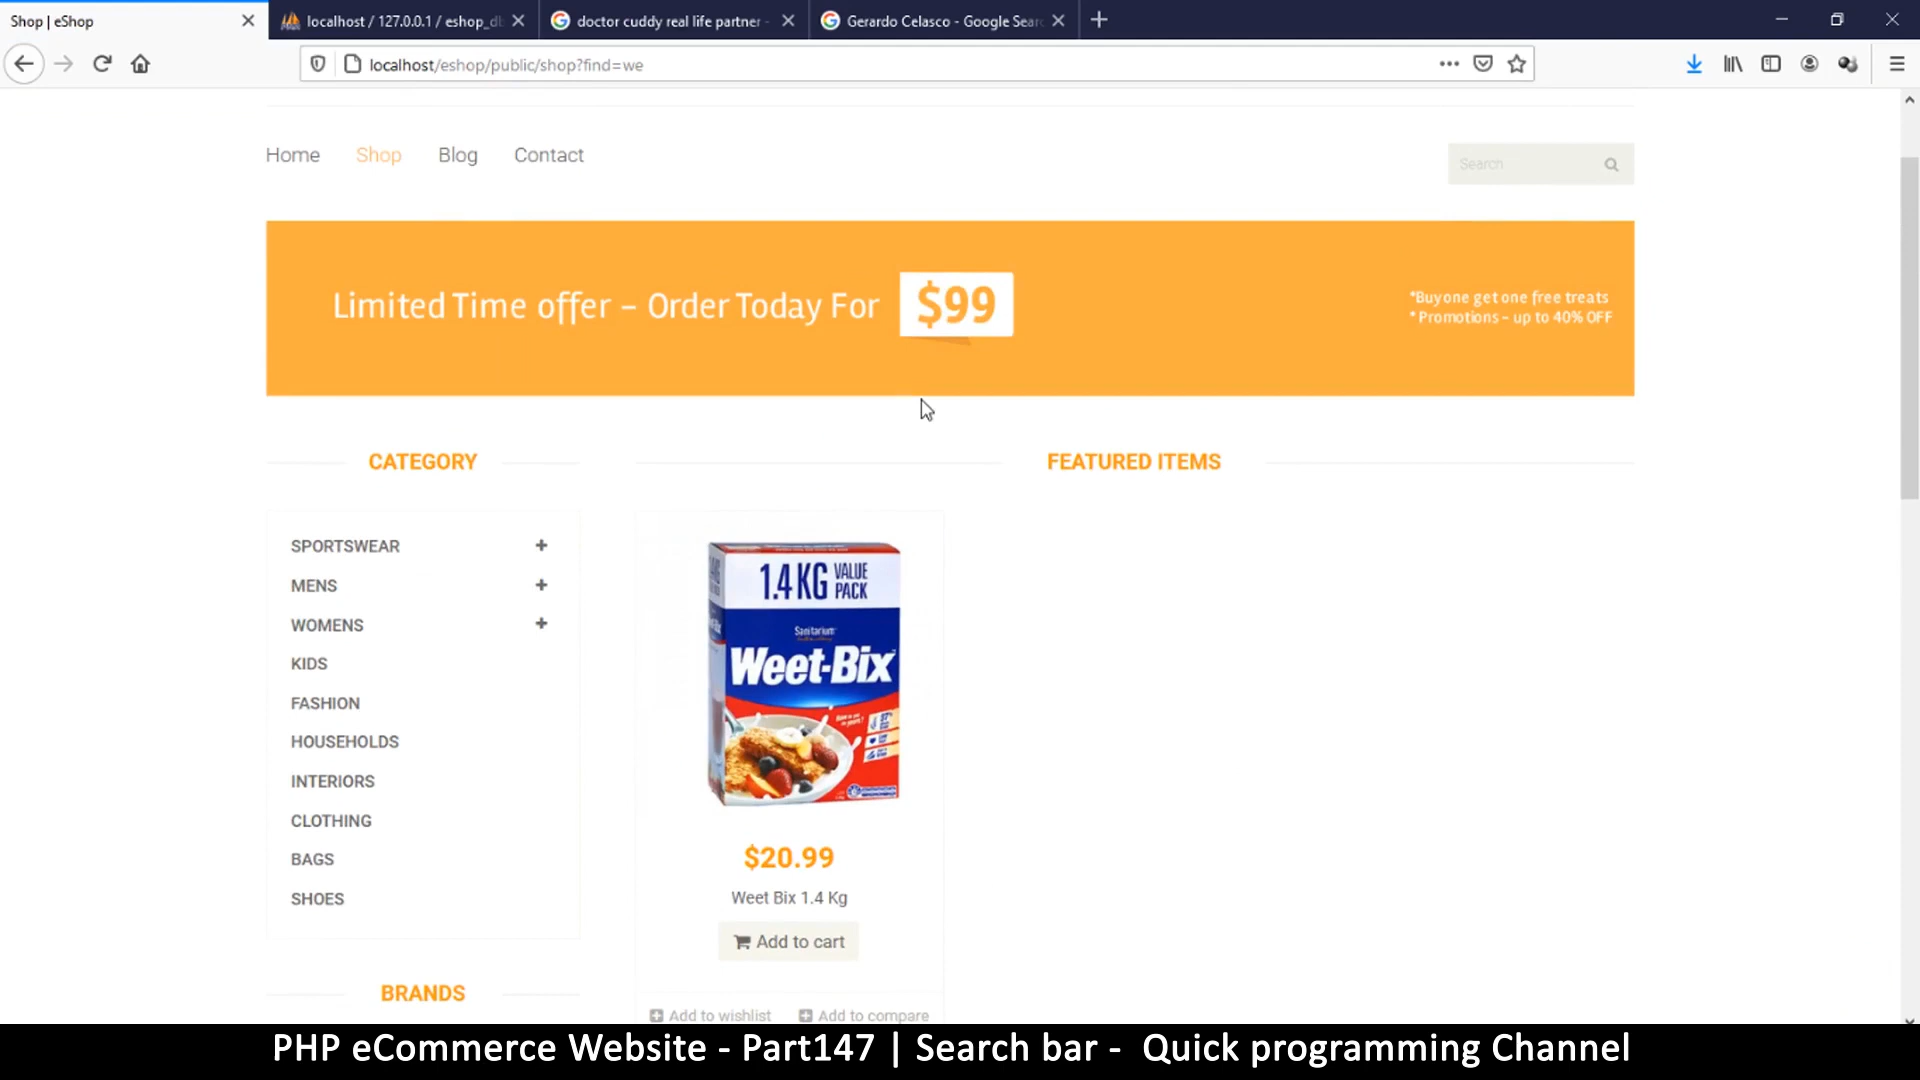 Shop | eShop
localhost / 127.0.0.1 / eshop_d
doctor cuddy real life partner -
Gerardo Celasco - Google Sear
localhost/eshop/public/shop?find=we
Home Shop Blog Contact
Search
Limited Time offer – Order Today For $99
*Buy one get one free treats
* Promotions – up to 40% OFF
CATEGORY
FEATURED ITEMS
SPORTSWEAR +
MENS +
WOMENS +
KIDS
FASHION
HOUSEHOLDS
INTERIORS
CLOTHING
BAGS
SHOES
BRANDS
1.4 KG VALUE PACK
Sanitarium
Weet-Bix
$20.99
Weet Bix 1.4 Kg
Add to cart
Add to wishlist
Add to compare
PHP eCommerce Website - Part147 | Search bar - Quick programming Channel